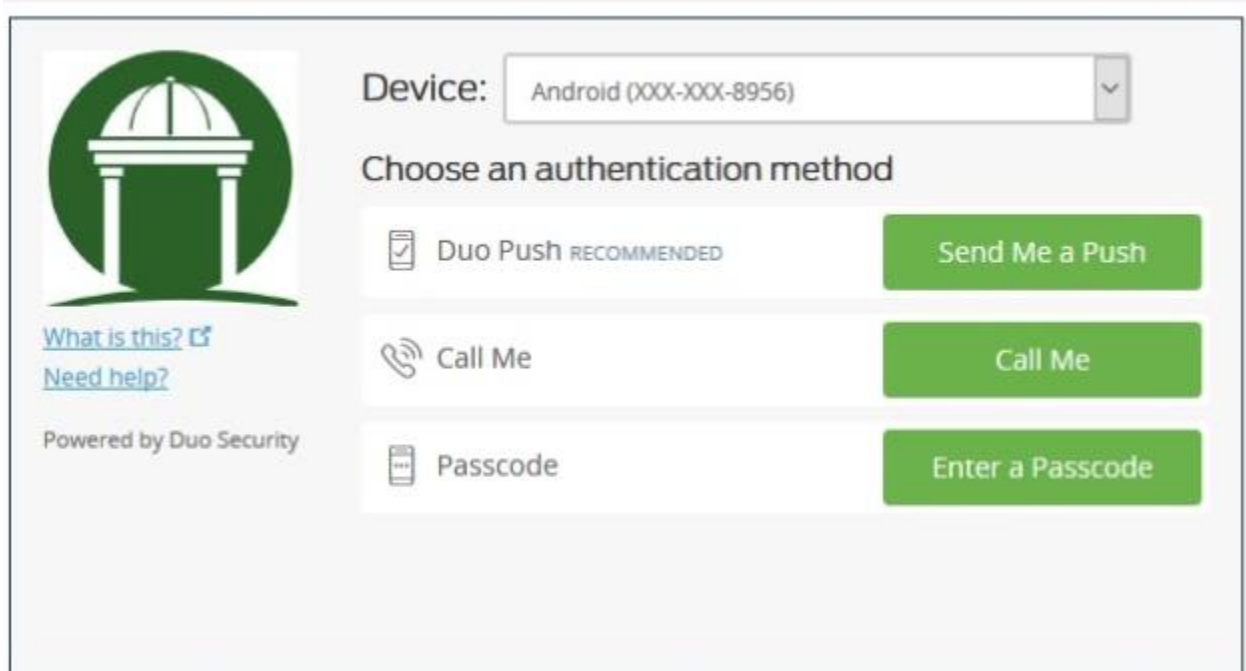 Device: Android (XXX-XXX-8956)
Choose an authentication method
Duo Push RECOMMENDED Send Me a Push
What is this?
Call Me Call Me
Need help?
Powered by Duo Security
Passcode Enter a Passcode